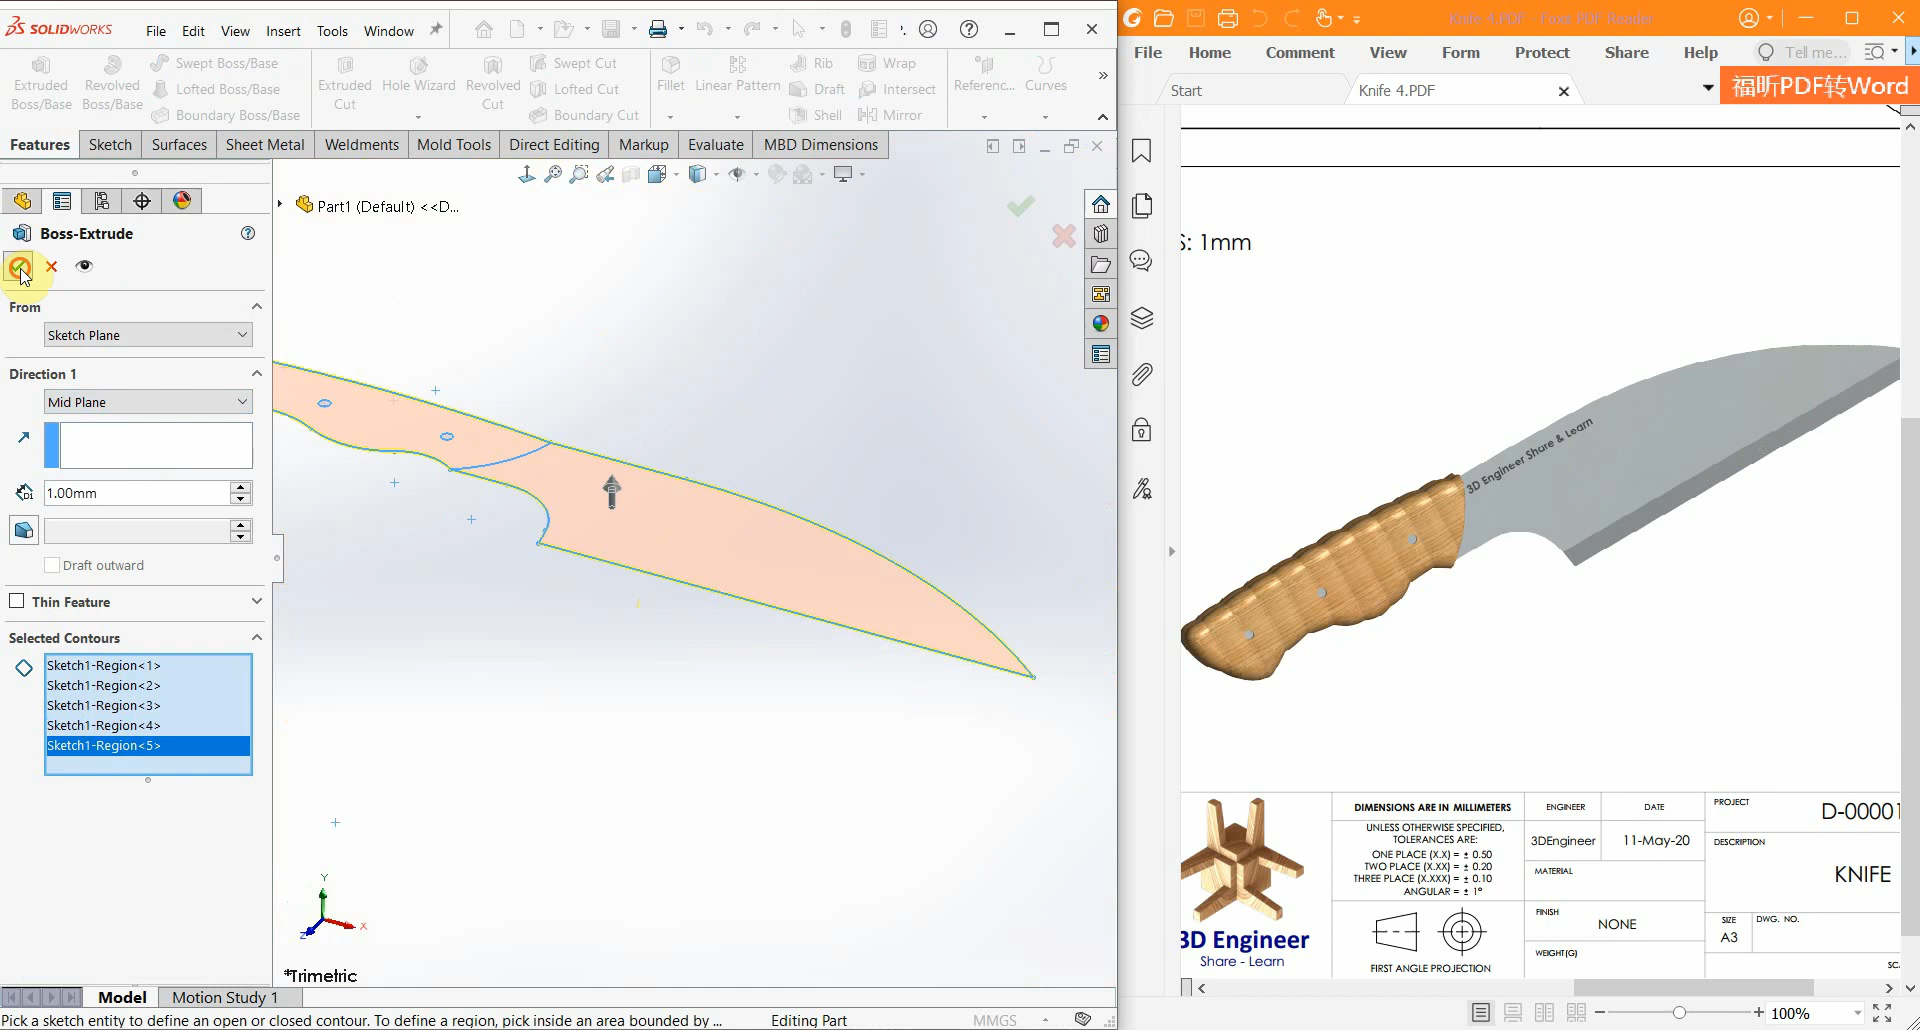 SOLIDWORKS
File Edit View Insert Tools Window
Extruded Boss/Base
Revolved Boss/Base
Swept Boss/Base
Lofted Boss/Base
Boundary Boss/Base
Extruded Cut
Hole Wizard
Revolved Cut
Swept Cut
Lofted Cut
Boundary Cut
Fillet
Linear Pattern
Rib
Draft
Shell
Wrap
Intersect
Mirror
Referenc...
Curves
Features Sketch Surfaces Sheet Metal Weldments Mold Tools Direct Editing Markup Evaluate MBD Dimensions
Part1 (Default) <<D...
Boss-Extrude
From
Sketch Plane
Direction 1
Mid Plane
1.00mm
Draft outward
Thin Feature
Selected Contours
Sketch1-Region<1>
Sketch1-Region<2>
Sketch1-Region<3>
Sketch1-Region<4>
Sketch1-Region<5>
Y
X
Z
*Trimetric
Model Motion Study 1
Pick a sketch entity to define an open or closed contour. To define a region, pick inside an area bounded by ...
Editing Part
MMGS
Knife 4.PDF - Foxit PDF Reader
File Home Comment View Form Protect Share Help Tell me...
Start
Knife 4.PDF
福昕PDF转Word
S: 1mm
3D Engineer Share & Learn
3D Engineer
Share - Learn
DIMENSIONS ARE IN MILLIMETERS
UNLESS OTHERWISE SPECIFIED,
TOLERANCES ARE:
ONE PLACE (X.X) = ± 0.50
TWO PLACE (X.XX) = ± 0.20
THREE PLACE (X.XXX) = ± 0.10
ANGULAR = ± 1°
FIRST ANGLE PROJECTION
ENGINEER
DATE
3DEngineer
11-May-20
MATERIAL
FINISH
NONE
WEIGHT(G)
PROJECT
D-00001
DESCRIPTION
KNIFE
SIZE
A3
DWG. NO.
SC
100%